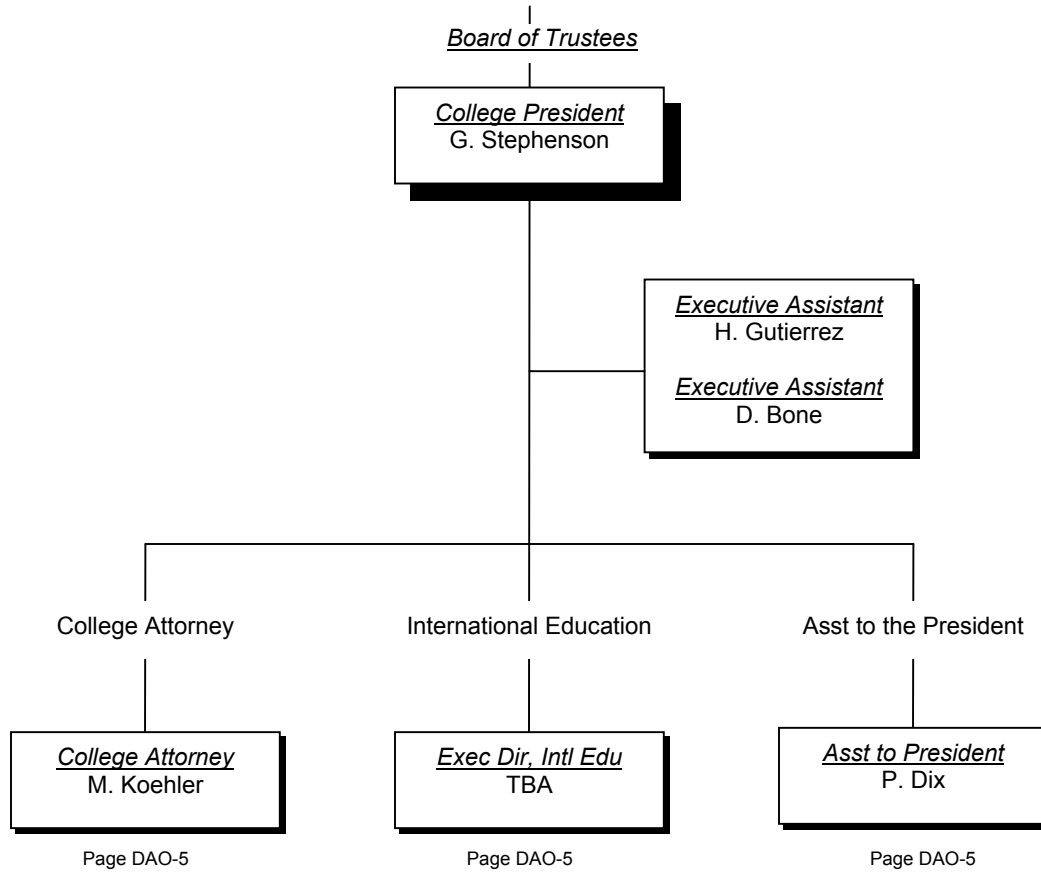 Board of Trustees
College President
G. Stephenson
Executive Assistant
H. Gutierrez
Executive Assistant
D. Bone
College Attorney
International Education
Asst to the President
College Attorney
M. Koehler
Exec Dir, Intl Edu
TBA
Asst to President
P. Dix
Page DAO-5
Page DAO-5
Page DAO-5